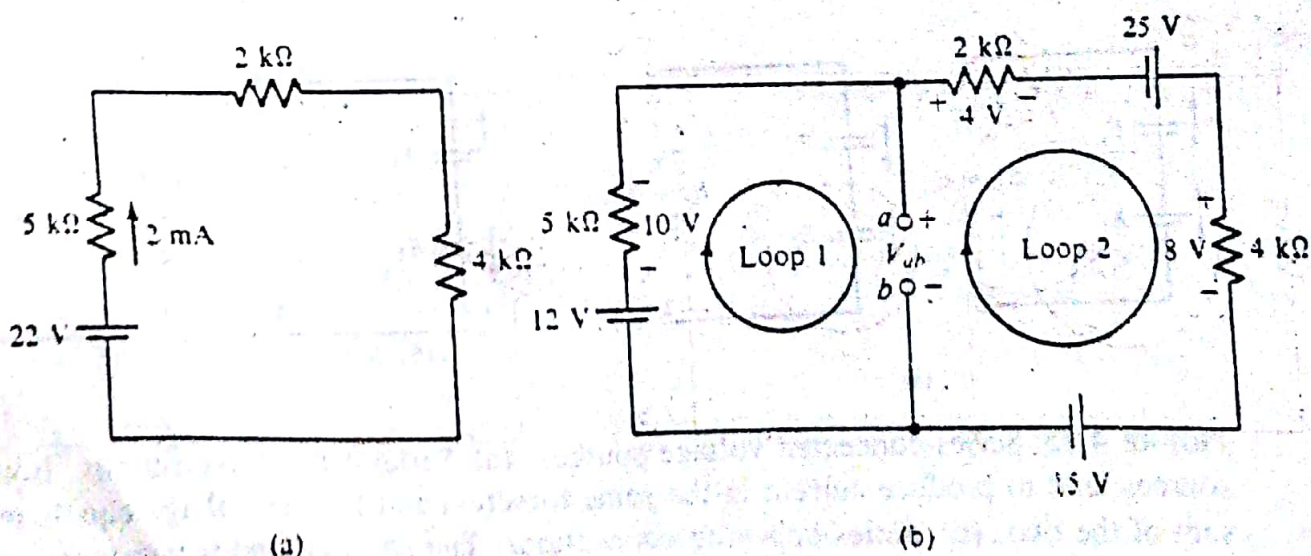 2 kΩ
5 kΩ
2 mA
4 kΩ
22 V
(a)
25 V
2 kΩ
+ 4 V −
5 kΩ
−
10 V
−
12 V
Loop 1
a +
V_ab
b −
Loop 2
+
8 V
−
4 kΩ
15 V
(b)